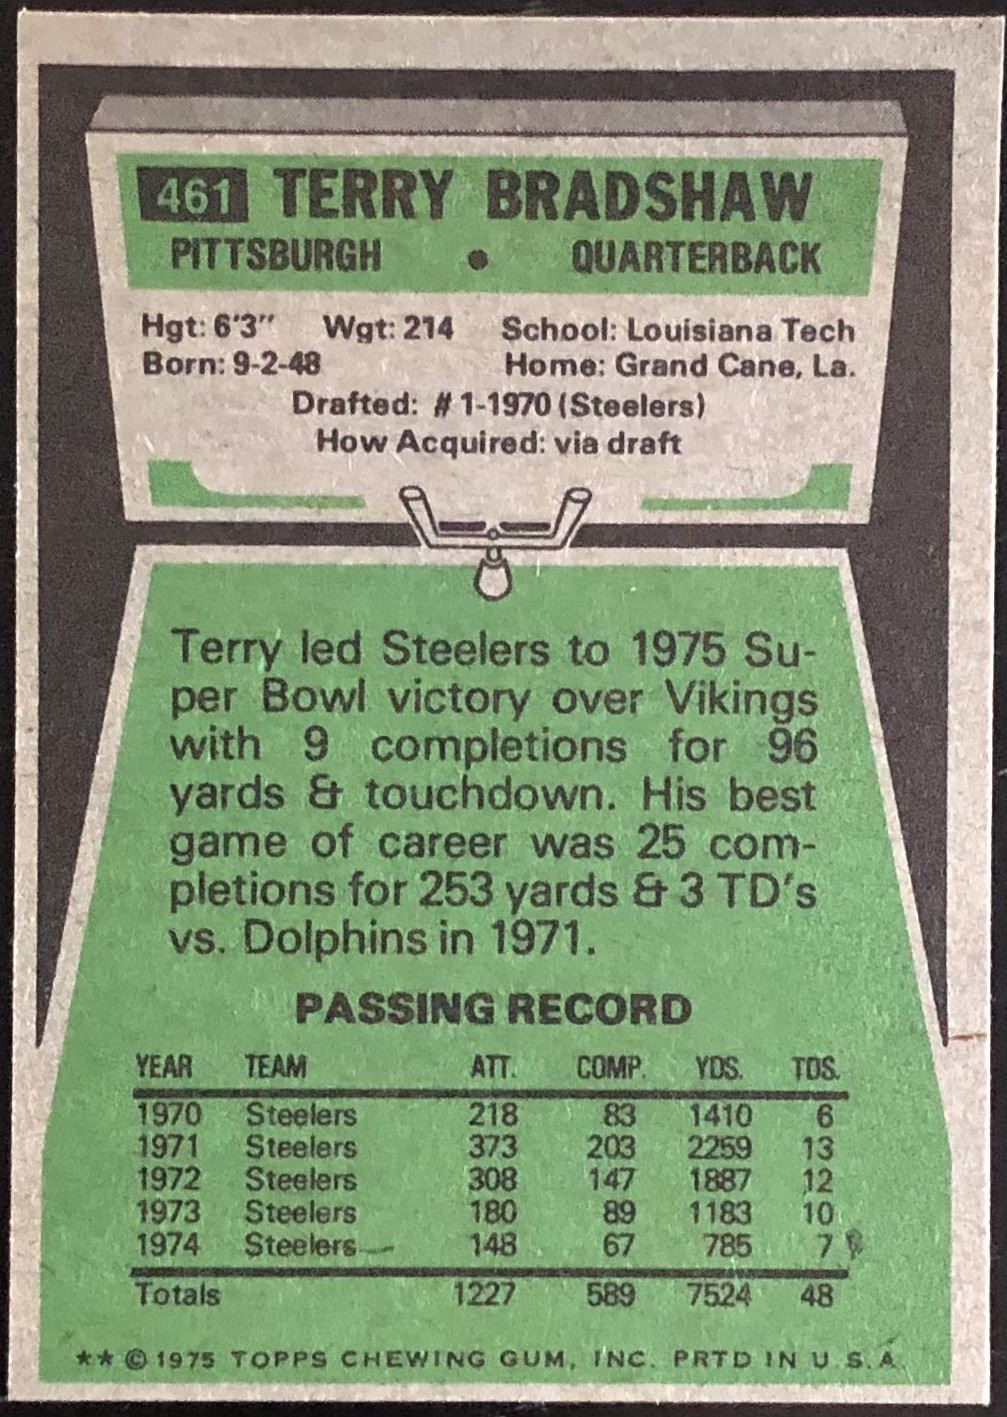 461 TERRY BRADSHAW
PITTSBURGH • QUARTERBACK
Hgt: 6'3" Wgt: 214 School: Louisiana Tech
Born: 9-2-48 Home: Grand Cane, La.
Drafted: # 1-1970 (Steelers)
How Acquired: via draft
Terry led Steelers to 1975 Su-
per Bowl victory over Vikings
with 9 completions for 96
yards & touchdown. His best
game of career was 25 com-
pletions for 253 yards & 3 TD's
vs. Dolphins in 1971.
PASSING RECORD
YEAR TEAM ATT. COMP. YDS. TDS.
1970 Steelers 218 83 1410 6
1971 Steelers 373 203 2259 13
1972 Steelers 308 147 1887 12
1973 Steelers 180 89 1183 10
1974 Steelers 148 67 785 7
Totals 1227 589 7524 48
** © 1975 TOPPS CHEWING GUM, INC. PRTD IN U.S.A.